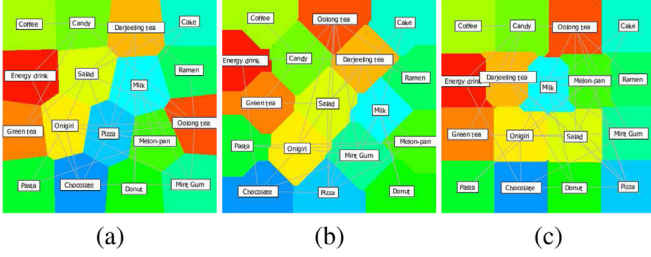 Coffee Candy Darjeeling tea Cake
Energy drink Salad Milk Ramen
Green tea Onigiri Pizza Melon-pan Oolong tea
Pasta Chocolate Donut Mint Gum
(a)
Coffee Oolong tea Cake
Candy Darjeeling tea
Energy drink Ramen
Green tea Salad Milk
Pasta Onigiri Mint Gum Melon-pan
Chocolate Pizza Donut
(b)
Coffee Candy Oolong tea Cake
Energy drink Darjeeling tea Milk Melon-pan Ramen
Green tea Onigiri Salad Mint Gum
Pasta Chocolate Donut Pizza
(c)